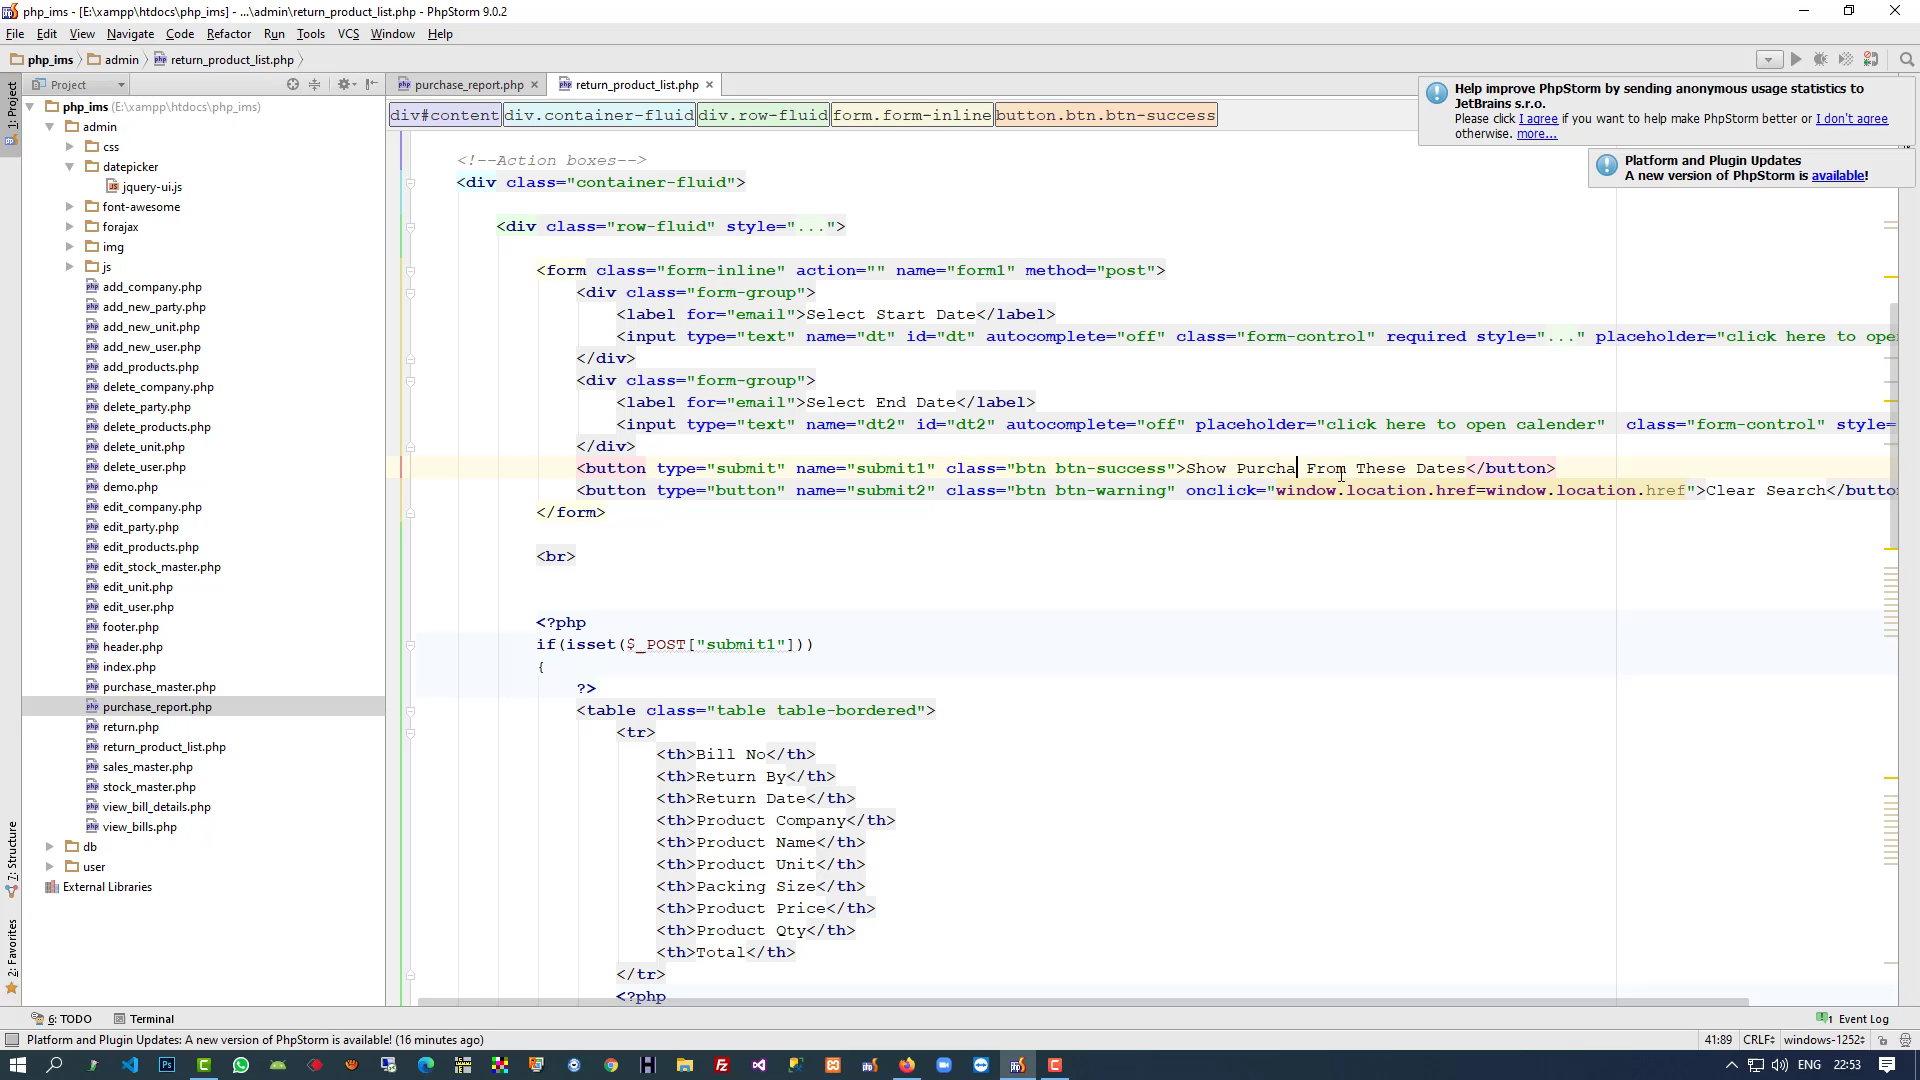 php_ims - [E:\xampp\htdocs\php_ims] - ...\admin\return_product_list.php - PhpStorm 9.0.2
File Edit View Navigate Code Refactor Run Tools VCS Window Help
php_ims admin return_product_list.php
Project
purchase_report.php
return_product_list.php
div#content div.container-fluid div.row-fluid form.form-inline button.btn.btn-success
Help improve PhpStorm by sending anonymous usage statistics to
JetBrains s.r.o.
Please click I agree if you want to help make PhpStorm better or I don't agree
otherwise. more...
Platform and Plugin Updates
A new version of PhpStorm is available!
1: Project
7: Structure
2: Favorites
php_ims (E:\xampp\htdocs\php_ims)
admin
css
datepicker
jquery-ui.js
font-awesome
forajax
img
js
add_company.php
add_new_party.php
add_new_unit.php
add_new_user.php
add_products.php
delete_company.php
delete_party.php
delete_products.php
delete_unit.php
delete_user.php
demo.php
edit_company.php
edit_party.php
edit_products.php
edit_stock_master.php
edit_unit.php
edit_user.php
footer.php
header.php
index.php
purchase_master.php
purchase_report.php
return.php
return_product_list.php
sales_master.php
stock_master.php
view_bill_details.php
view_bills.php
db
user
External Libraries
<!--Action boxes-->
<div class="container-fluid">
<div class="row-fluid" style="...">
<form class="form-inline" action="" name="form1" method="post">
<div class="form-group">
<label for="email">Select Start Date</label>
<input type="text" name="dt" id="dt" autocomplete="off" class="form-control" required style="..." placeholder="click here to ope
</div>
<div class="form-group">
<label for="email">Select End Date</label>
<input type="text" name="dt2" id="dt2" autocomplete="off" placeholder="click here to open calender"  class="form-control" style=
</div>
<button type="submit" name="submit1" class="btn btn-success">Show Purcha From These Dates</button>
<button type="button" name="submit2" class="btn btn-warning" onclick="window.location.href=window.location.href">Clear Search</butto
</form>
<br>
<?php
if(isset($_POST["submit1"]))
{
?>
<table class="table table-bordered">
<tr>
<th>Bill No</th>
<th>Return By</th>
<th>Return Date</th>
<th>Product Company</th>
<th>Product Name</th>
<th>Product Unit</th>
<th>Packing Size</th>
<th>Product Price</th>
<th>Product Qty</th>
<th>Total</th>
</tr>
<?php
6: TODO Terminal
1 Event Log
Platform and Plugin Updates: A new version of PhpStorm is available! (16 minutes ago)
41:89 CRLF windows-1252
ENG 22:53